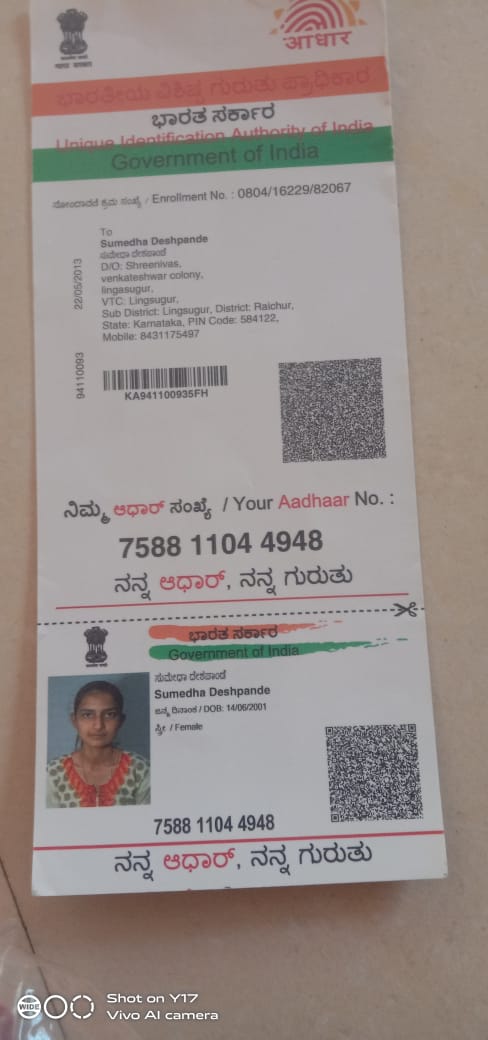 भारत सरकार
आधार
ಭಾರತೀಯ ವಿಶಿಷ್ಟ ಗುರುತು ಪ್ರಾಧಿಕಾರ
ಭಾರತ ಸರ್ಕಾರ
Unique Identification Authority of India
Government of India
ನೋಂದಾವಣೆ ಕ್ರಮ ಸಂಖ್ಯೆ / Enrollment No. : 0804/16229/82067
To
Sumedha Deshpande
ಸುಮೇಧಾ ದೇಶಪಾಂಡೆ
D/O: Shreenivas,
venkateshwar colony,
lingasugur,
VTC: Lingsugur,
Sub District: Lingsugur, District: Raichur,
State: Karnataka, PIN Code: 584122,
Mobile: 8431175497
22/05/2013
94110093
KA941100935FH
ನಿಮ್ಮ ಆಧಾರ್ ಸಂಖ್ಯೆ / Your Aadhaar No. :
7588 1104 4948
ನನ್ನ ಆಧಾರ್, ನನ್ನ ಗುರುತು
ಭಾರತ ಸರ್ಕಾರ
Government of India
ಸುಮೇಧಾ ದೇಶಪಾಂಡೆ
Sumedha Deshpande
ಜನ್ಮ ದಿನಾಂಕ / DOB: 14/06/2001
ಸ್ತ್ರೀ / Female
7588 1104 4948
ನನ್ನ ಆಧಾರ್, ನನ್ನ ಗುರುತು
WIDE
Shot on Y17
Vivo AI camera